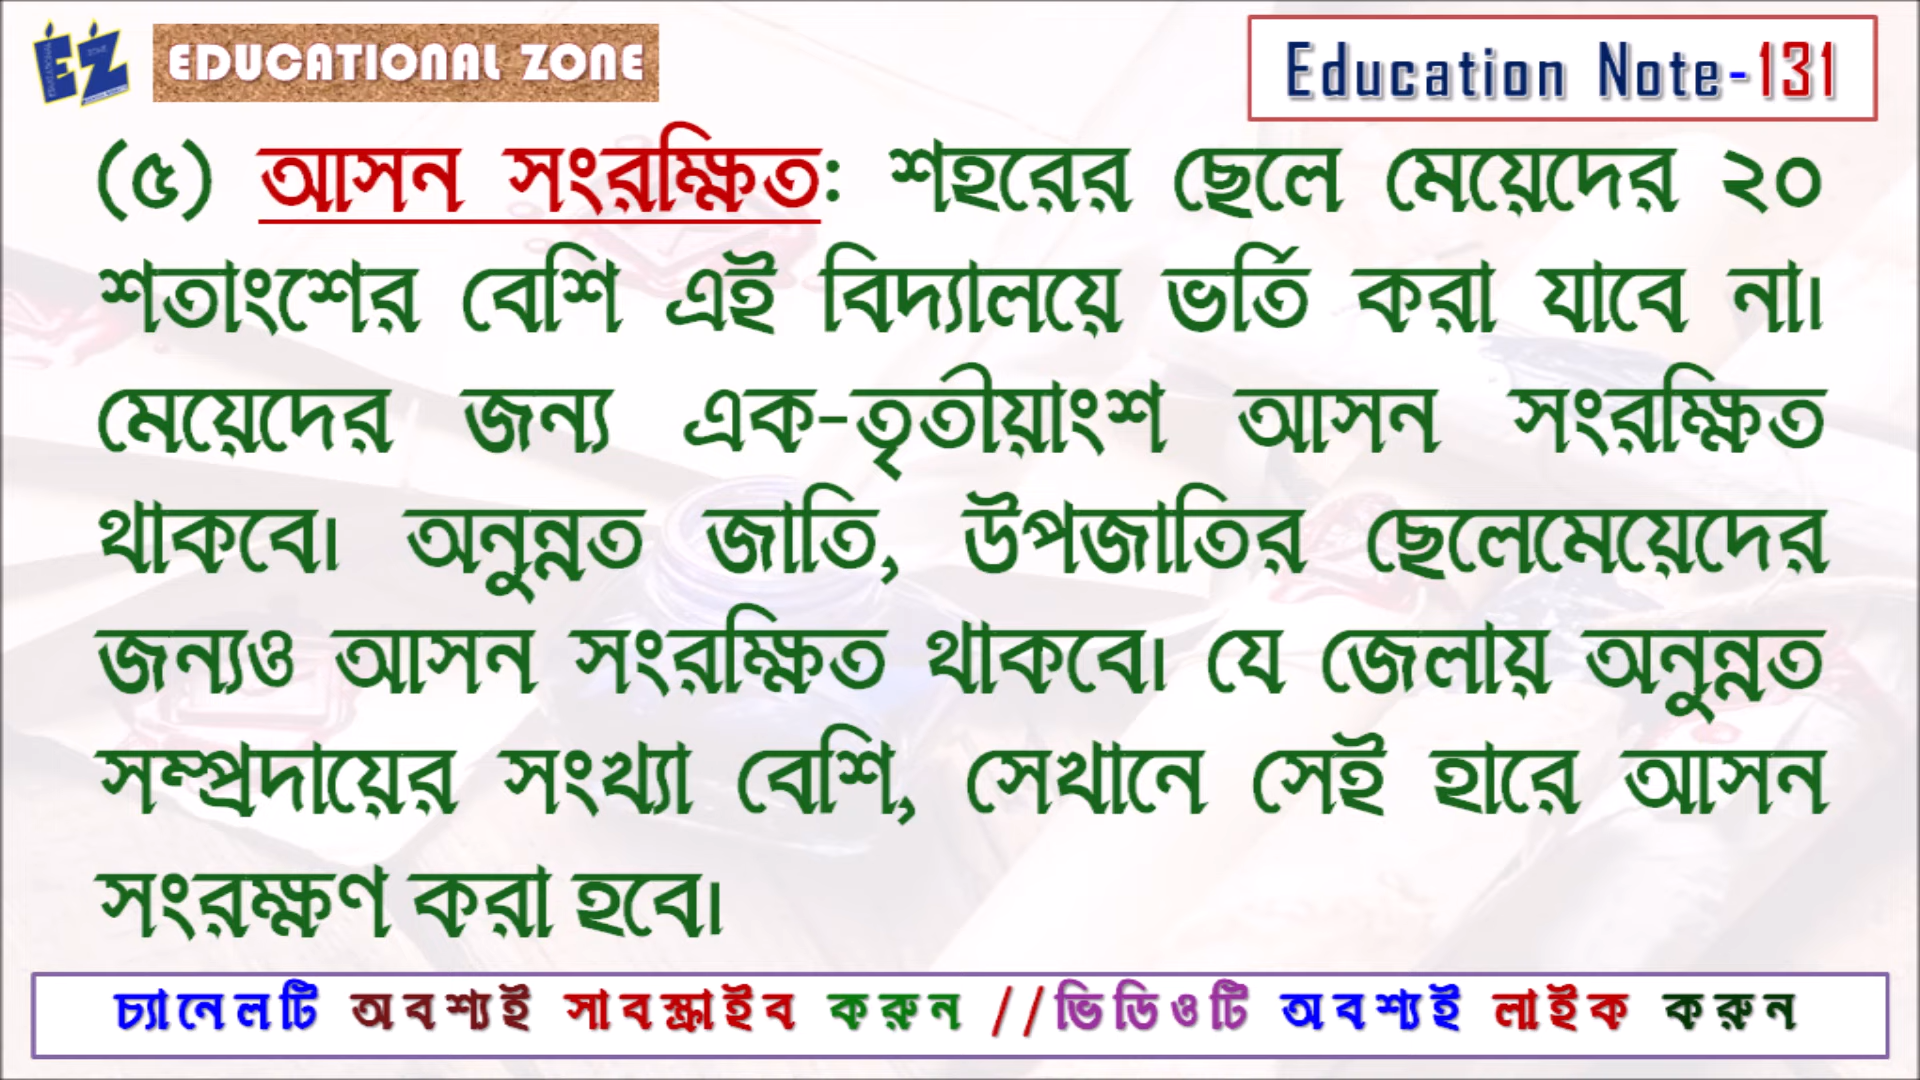 EZ EDUCATIONAL ZONE
Education Note-131
(৫) আসন সংরক্ষিত: শহরের ছেলে মেয়েদের ২০
শতাংশের বেশি এই বিদ্যালয়ে ভর্তি করা যাবে না।
মেয়েদের জন্য এক-তৃতীয়াংশ আসন সংরক্ষিত
থাকবে। অনুন্নত জাতি, উপজাতির ছেলেমেয়েদের
জন্যও আসন সংরক্ষিত থাকবে। যে জেলায় অনুন্নত
সম্প্রদায়ের সংখ্যা বেশি, সেখানে সেই হারে আসন
সংরক্ষণ করা হবে।
চ্যানেলটি অবশ্যই সাবস্ক্রাইব করুন //ভিডিওটি অবশ্যই লাইক করুন